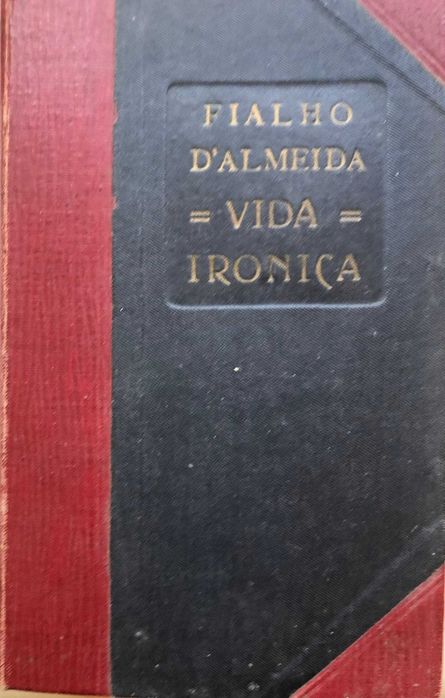 FIALHO
D'ALMEIDA
= VIDA =
IRONICA